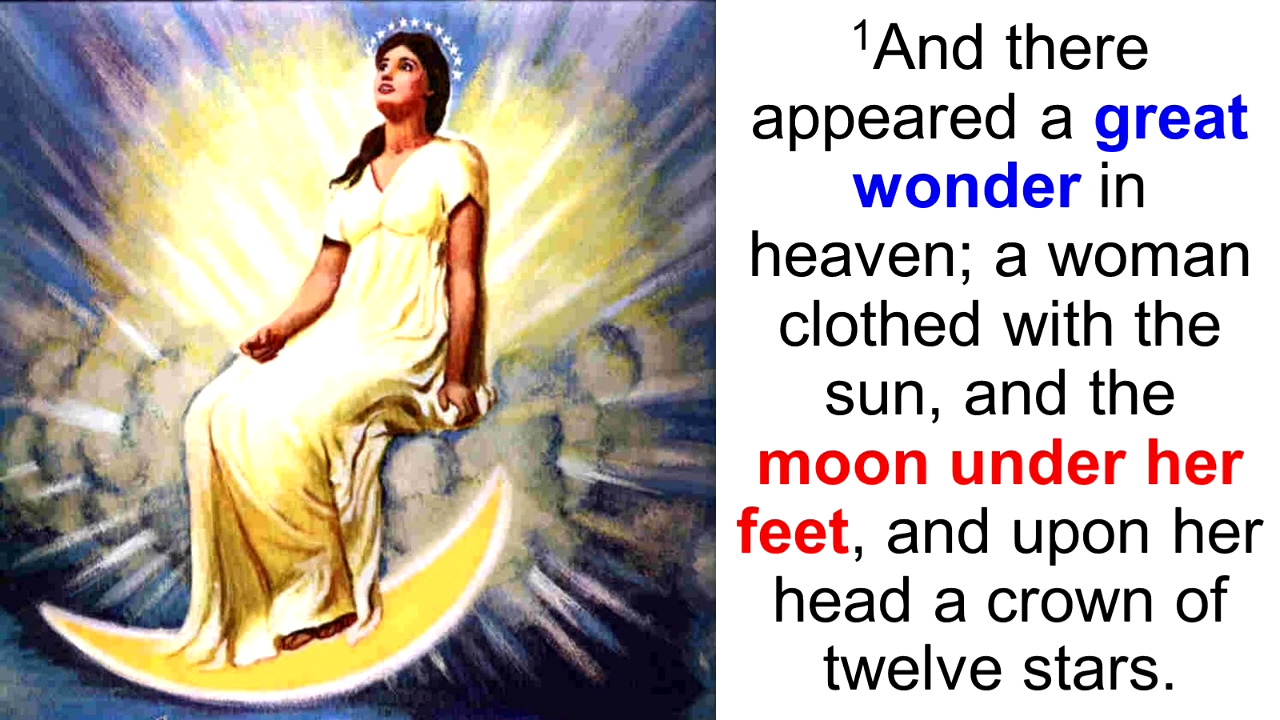 ¹And there
appeared a great
wonder in
heaven; a woman
clothed with the
sun, and the
moon under her
feet, and upon her
head a crown of
twelve stars.